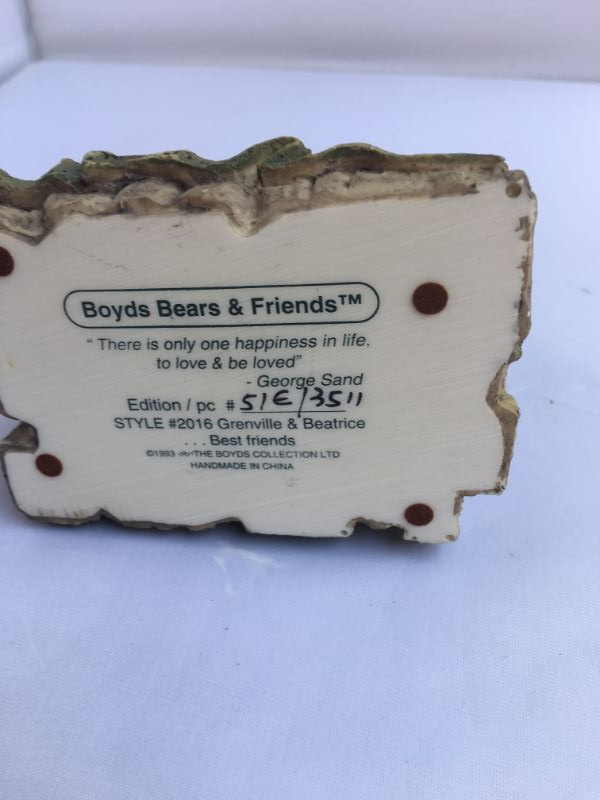 Boyds Bears & Friends™
" There is only one happiness in life.
to love & be loved"
- George Sand
Edition / pc # 51E/3511
STYLE #2016 Grenville & Beatrice
. . . Best friends
©1993 THE BOYDS COLLECTION LTD
HANDMADE IN CHINA